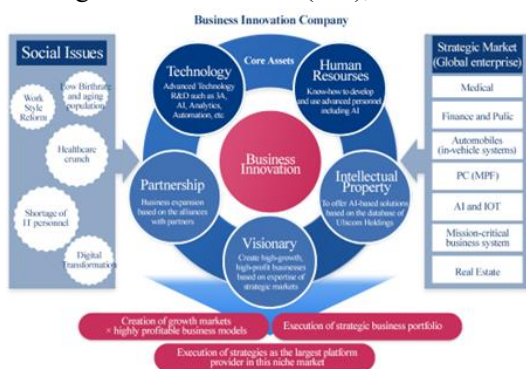 Business Innovation Company
Social Issues
Work
Style
Reform
Low Birthrate
and aging
population
Healthcare
crunch
Shortage of
IT personnel
Digital
Transformation
Core Assets
Technology
Advanced Technology
R&D such as 3A,
AI, Analytics,
Automation, etc
Human
Resourses
Know-how to develop
and use advanced personnel
including AI
Partnership
Business expansion
based on the alliances
with partners
Business
Innovation
Intellectual
Property
To offer AI-based solutions
based on the database of
Ubicom Holdings
Visionary
Create high-growth,
high-profit businesses
based on expertise of
strategic markets
Strategic Market
(Global enterprise)
Medical
Finance and Pulic
Automobiles
(in-vehicle systems)
PC (MPF)
AI and IOT
Mission-critical
business system
Real Estate
Creation of growth markets
× highly profitable business models
Execution of strategic business portfolio
Execution of strategies as the largest platform
provider in this niche market